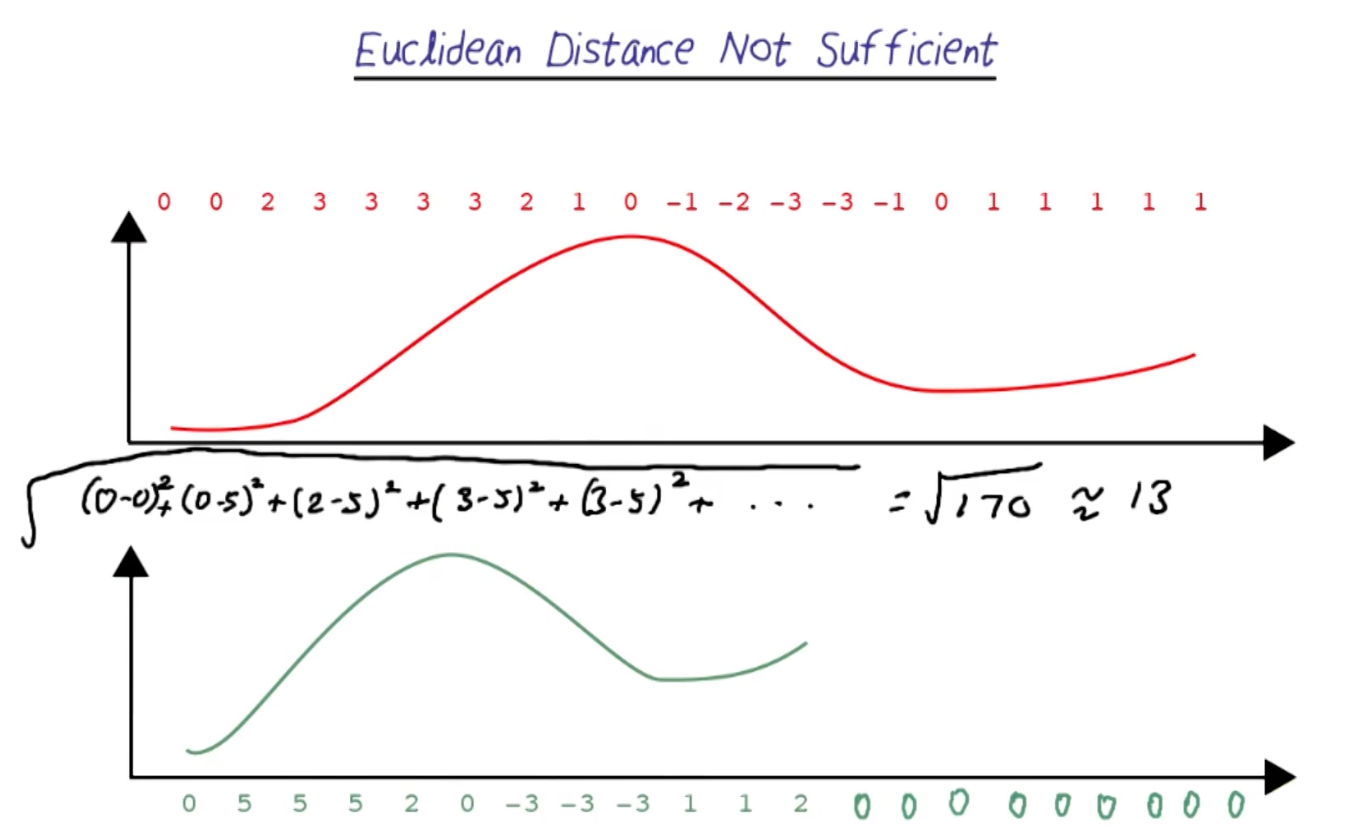 Euclidean Distance Not Sufficient
0 0 2 3 3 3 3 2 1 0 -1 -2 -3 -3 -1 0 1 1 1 1 1
√(0-0)²+(0-5)²+(2-5)²+(3-5)²+(3-5)²+ ... = √170 ≈ 13
0 5 5 5 2 0 -3 -3 -3 1 1 2 0 0 0 0 0 0 0 0 0